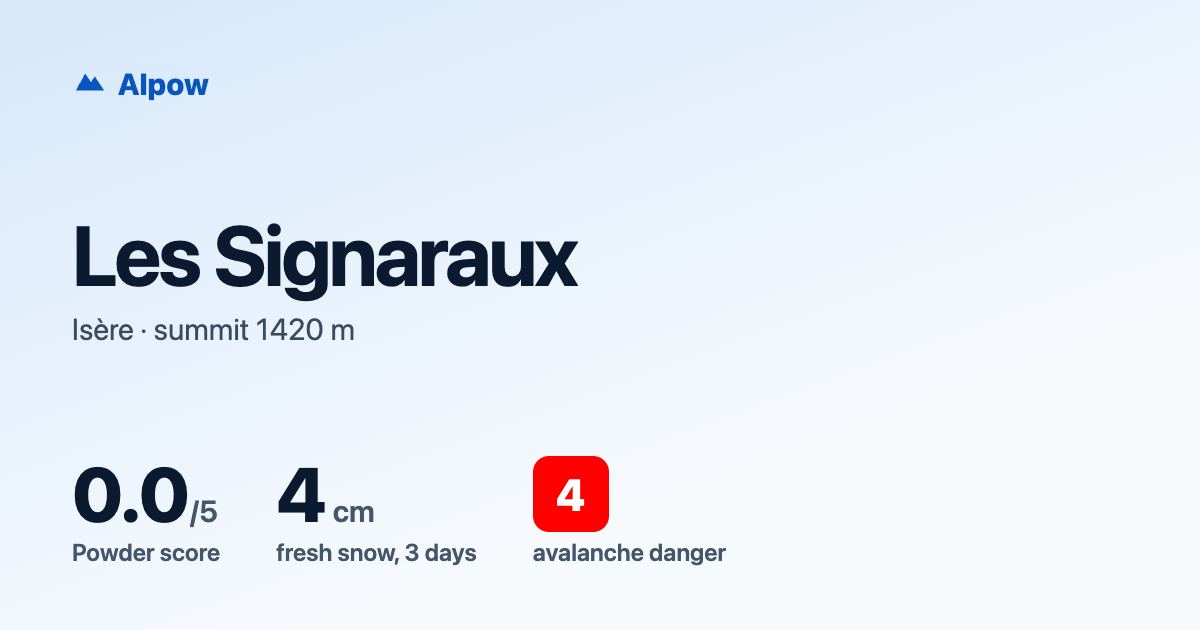 Alpow
Les Signaraux
Isère · summit 1420 m
0.0/5
Powder score
4 cm
fresh snow, 3 days
4
avalanche danger